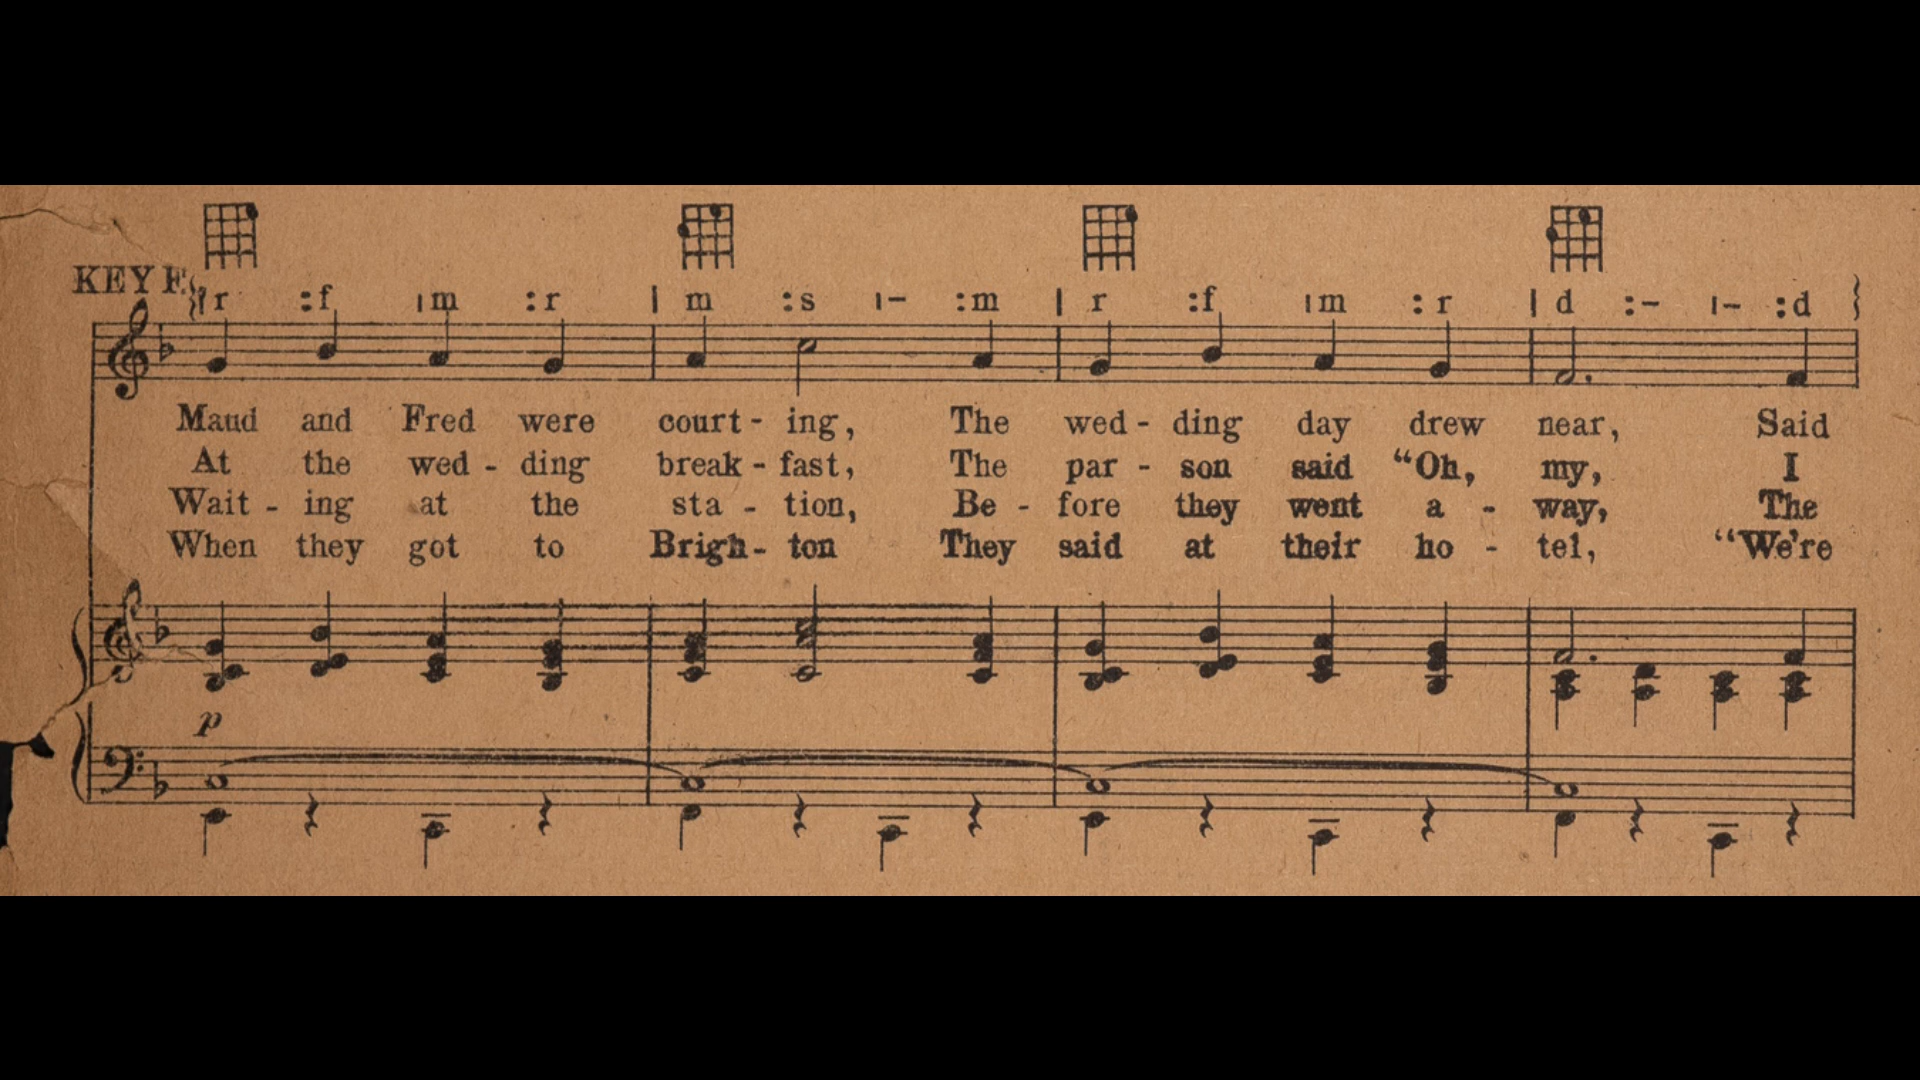 KEY F. {| r :f | m :r | m :s | – :m | r :f | m :r | d :– | – :d }
Maud and Fred were court - ing, The wed - ding day drew near, Said
At the wed - ding break - fast, The par - son said “Oh, my, I
Wait - ing at the sta - tion, Be - fore they went a - way, The
When they got to Brigh - ton They said at their ho - tel, “We're
p